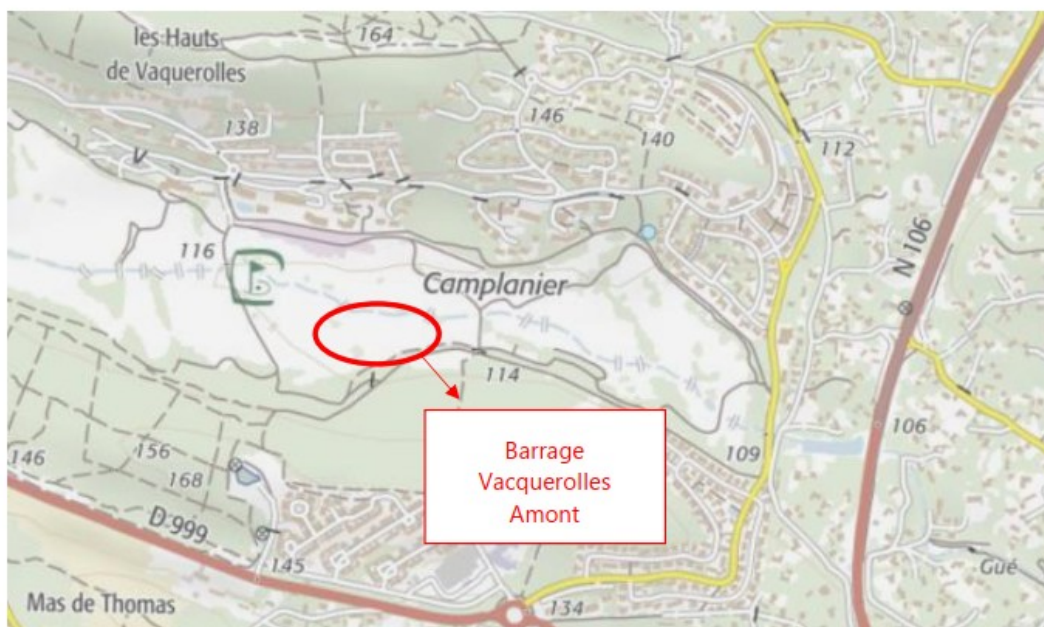 les Hauts
de Vaquerolles
164
138
146
140
112
N 106
116
Camplanier
114
Barrage
Vacquerolles
Amont
109
106
146
156
168
D 999
145
134
Gué
Mas de Thomas